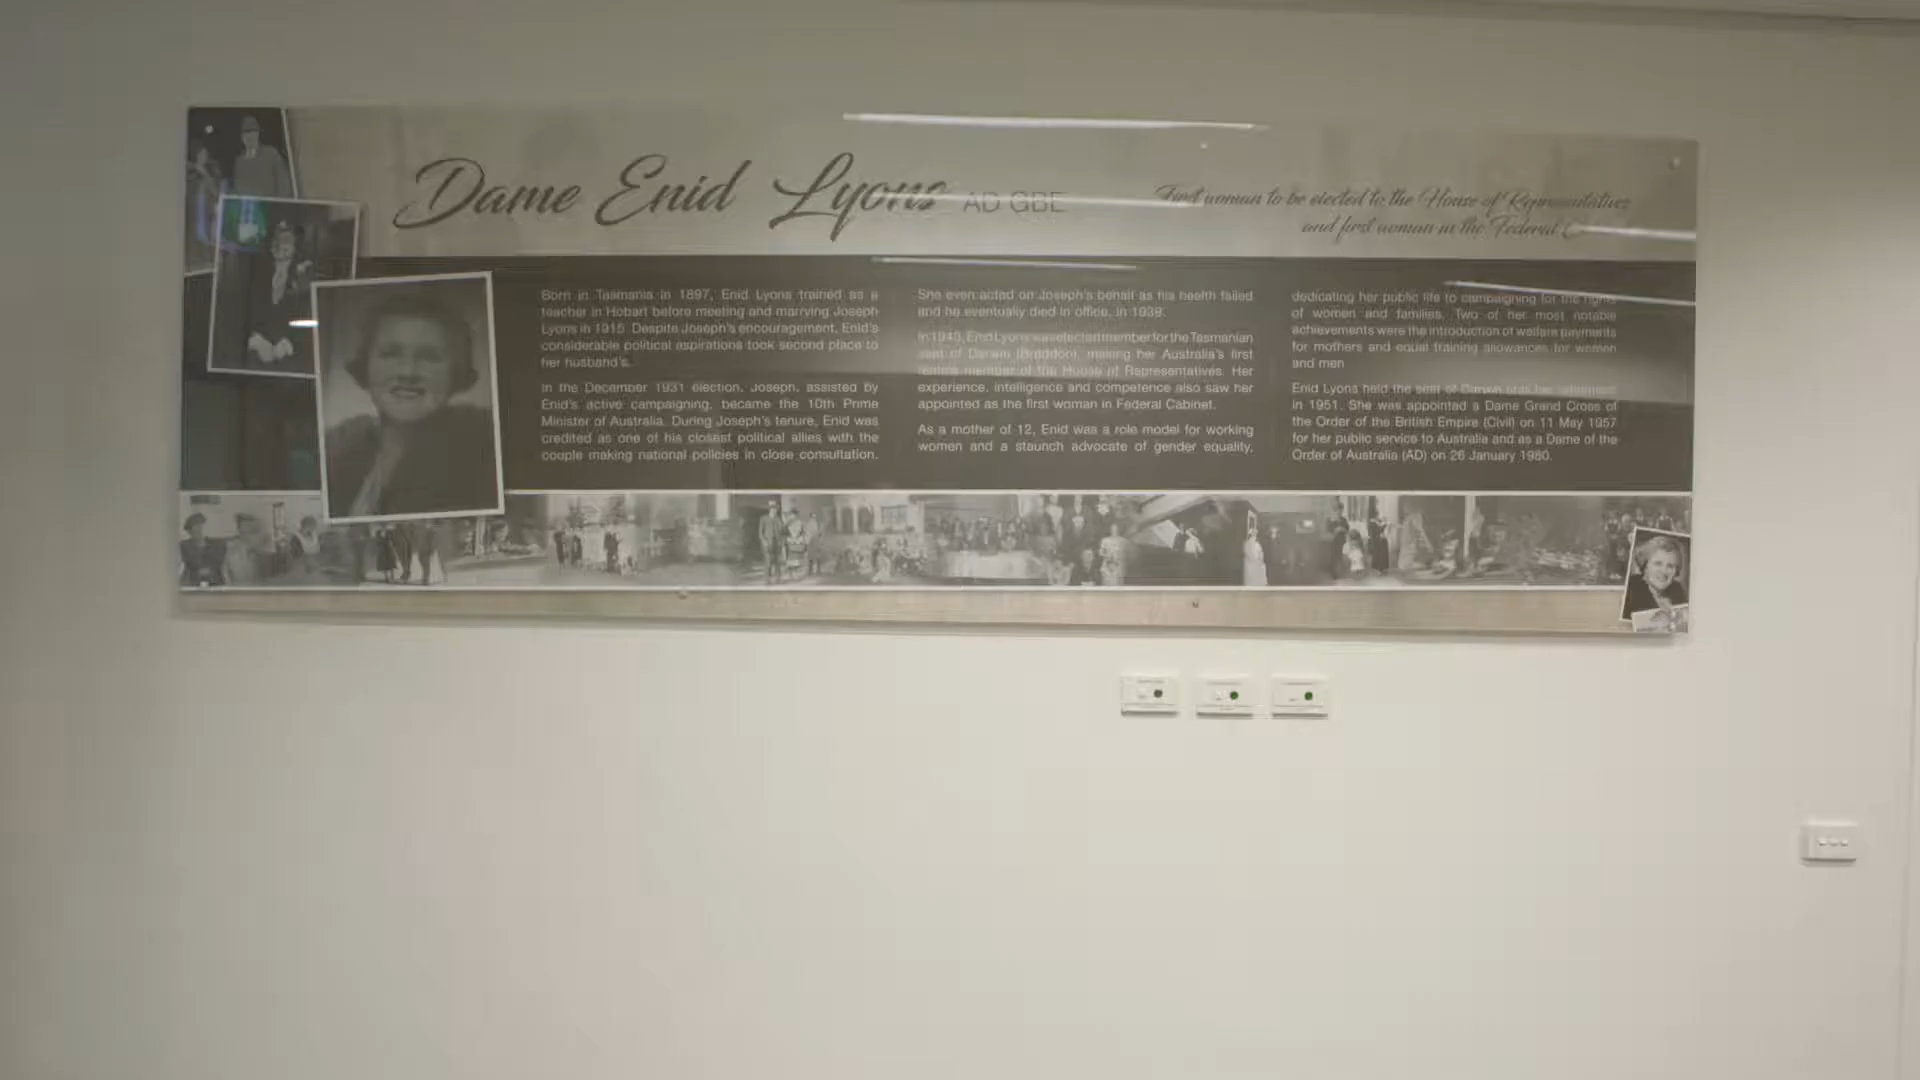 Dame Enid Lyons AD GBE
First woman to be elected to the House of Representatives
and first woman in the Federal
Born in Tasmania in 1897, Enid Lyons trained as a
teacher in Hobart before meeting and marrying Joseph
Lyons in 1915. Despite Joseph's encouragement, Enid's
considerable political aspirations took second place to
her husband's.
In the December 1931 election, Joseph, assisted by
Enid's active campaigning, became the 10th Prime
Minister of Australia. During Joseph's tenure, Enid was
credited as one of his closest political allies with the
couple making national policies in close consultation.
She even acted on Joseph's behalf as his health failed
and he eventually died in office, in 1939.
In 1943, Enid Lyons was elected member for the Tasmanian
seat of Darwin (Braddon), making her Australia's first
female member of the House of Representatives. Her
experience, intelligence and competence also saw her
appointed as the first woman in Federal Cabinet.
As a mother of 12, Enid was a role model for working
women and a staunch advocate of gender equality,
dedicating her public life to campaigning for the rights
of women and families. Two of her most notable
achievements were the introduction of welfare payments
for mothers and equal training allowances for women
and men
Enid Lyons held the seat of Darwin until her retirement
in 1951. She was appointed a Dame Grand Cross of
the Order of the British Empire (Civil) on 11 May 1957
for her public service to Australia and as a Dame of the
Order of Australia (AD) on 26 January 1980.